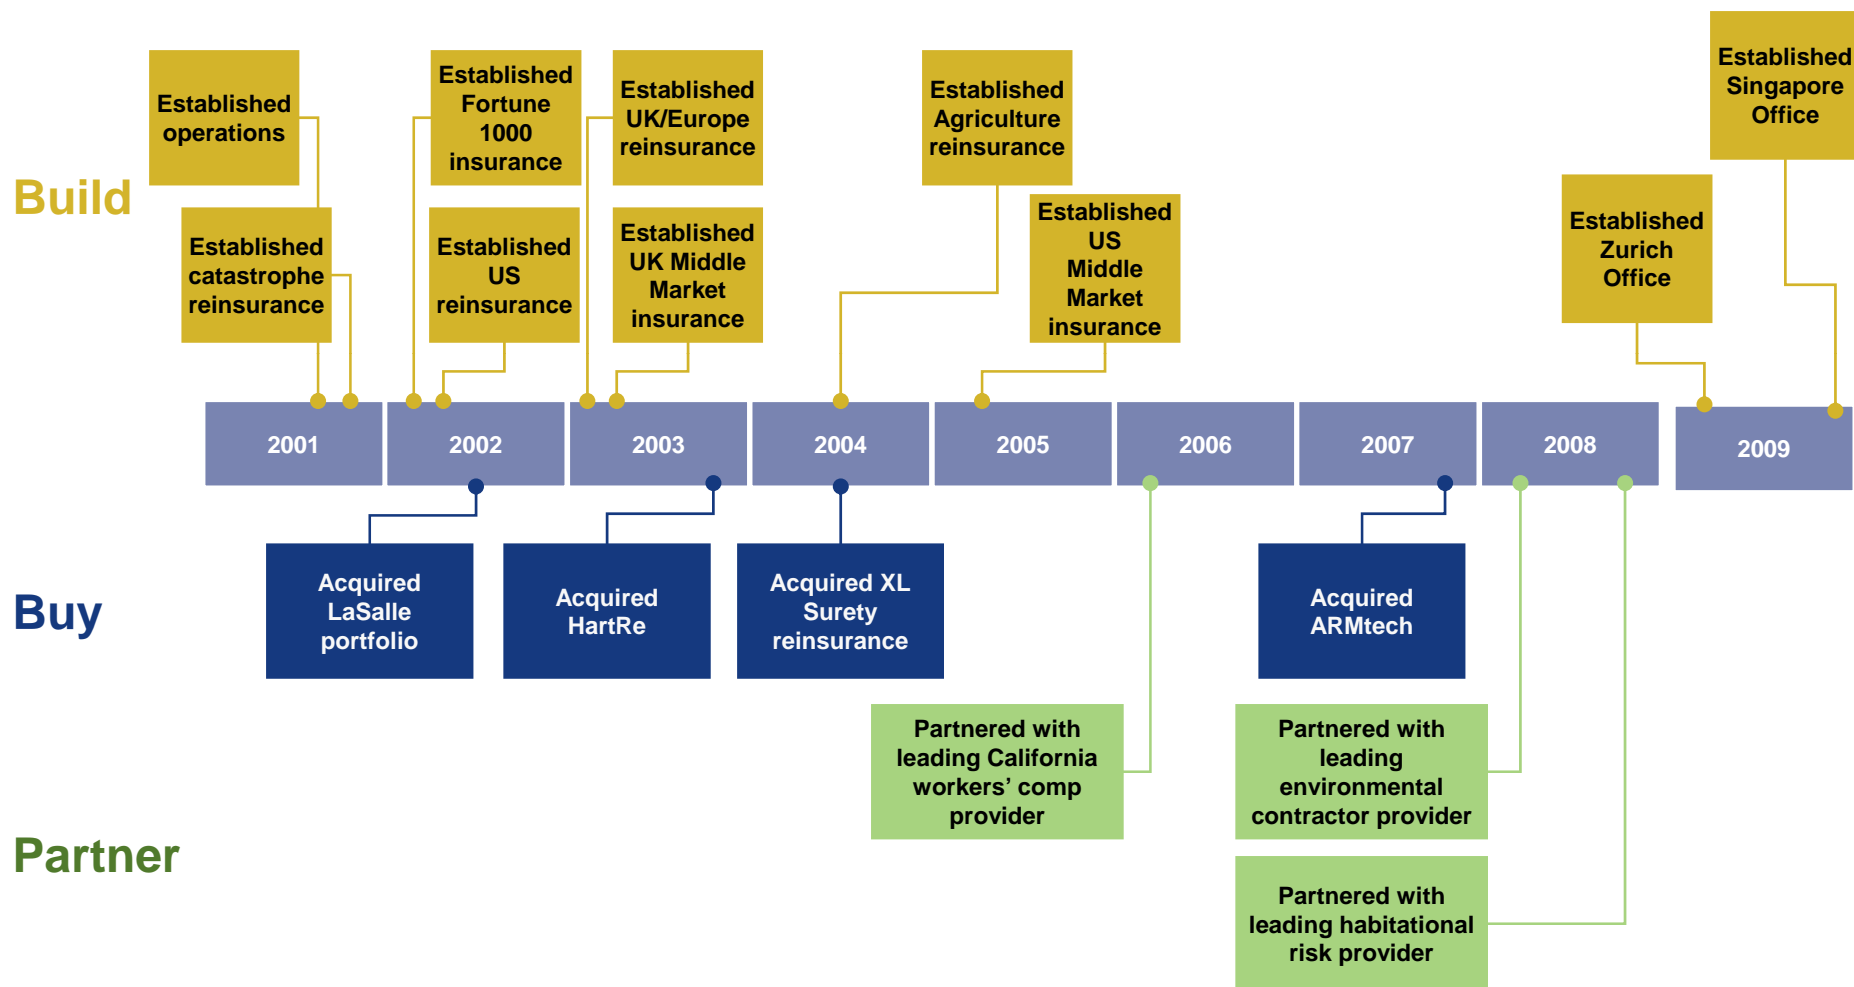 Build
Established
operations
Established
catastrophe
reinsurance
Established
Fortune
1000
insurance
Established
US
reinsurance
Established
UK/Europe
reinsurance
Established
UK Middle
Market
insurance
Established
Agriculture
reinsurance
Established
US
Middle
Market
insurance
Established
Zurich
Office
Established
Singapore
Office
2001
2002
2003
2004
2005
2006
2007
2008
2009
Buy
Acquired
LaSalle
portfolio
Acquired
HartRe
Acquired XL
Surety
reinsurance
Acquired
ARMtech
Partner
Partnered with
leading California
workers’ comp
provider
Partnered with
leading
environmental
contractor provider
Partnered with
leading habitational
risk provider